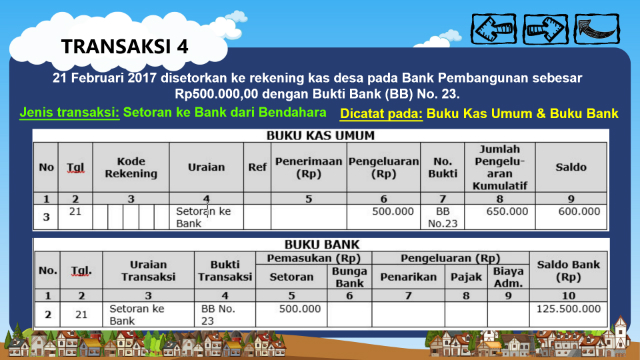 TRANSAKSI 4
21 Februari 2017 disetorkan ke rekening kas desa pada Bank Pembangunan sebesar
Rp500.000,00 dengan Bukti Bank (BB) No. 23.
Jenis transaksi: Setoran ke Bank dari Bendahara Dicatat pada: Buku Kas Umum & Buku Bank
BUKU KAS UMUM
No Tgl Kode Rekening Uraian Ref Penerimaan (Rp) Pengeluaran (Rp) No. Bukti Jumlah Pengelu-aran Kumulatif Saldo
1 2 3 4 5 6 7 8 9
3 21 Setoran ke Bank 500.000 BB No.23 650.000 600.000
BUKU BANK
No. Tgl. Uraian Transaksi Bukti Transaksi Pemasukan (Rp) Pengeluaran (Rp) Saldo Bank (Rp)
Setoran Bunga Bank Penarikan Pajak Biaya Adm.
1 2 3 4 5 6 7 8 9 10
2 21 Setoran ke Bank BB No. 23 500.000 125.500.000